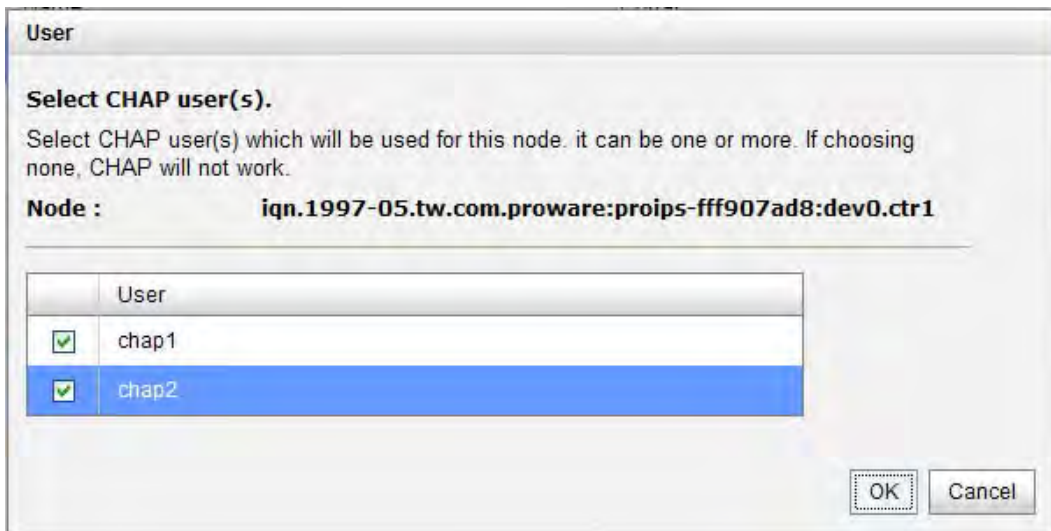 User
Select CHAP user(s).
Select CHAP user(s) which will be used for this node. it can be one or more. If choosing
none, CHAP will not work.
Node : iqn.1997-05.tw.com.proware:proips-fff907ad8:dev0.ctr1
User
chap1
chap2
OK Cancel